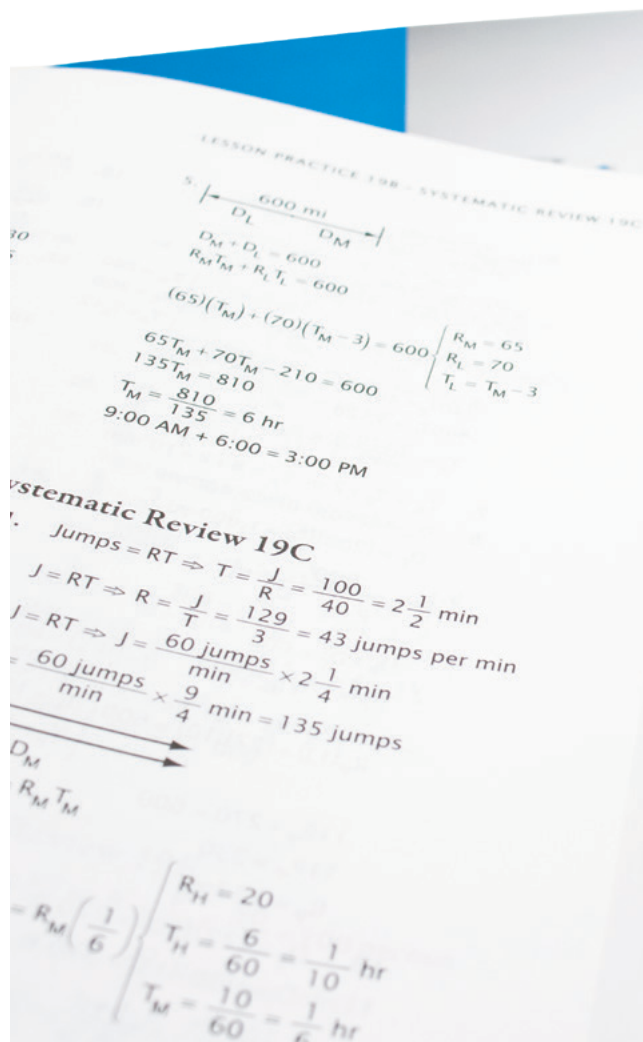 LESSON PRACTICE 19B - SYSTEMATIC REVIEW 19C
5.
600 mi
D_L D_M
D_M + D_L = 600
R_M T_M + R_L T_L = 600
(65)(T_M) + (70)(T_M − 3) = 600 { R_M = 65
R_L = 70
T_L = T_M − 3
65T_M + 70T_M − 210 = 600
135T_M = 810
T_M = 810/135 = 6 hr
9:00 AM + 6:00 = 3:00 PM
ystematic Review 19C
Jumps = RT ⇒ T = J/R = 100/40 = 2 1/2 min
J = RT ⇒ R = J/T = 129/3 = 43 jumps per min
J = RT ⇒ J = 60 jumps/min × 2 1/4 min
= 60 jumps/min × 9/4 min = 135 jumps
D_M
R_M T_M
= R_M(1/6) { R_H = 20
T_H = 6/60 = 1/10 hr
T_M = 10/60 = 1/6 hr